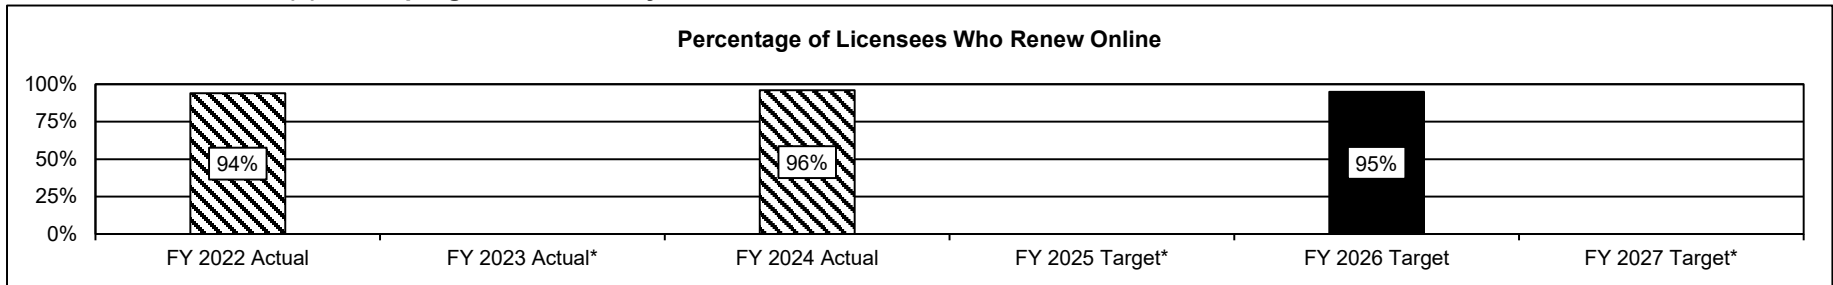 Percentage of Licensees Who Renew Online
100%
75%
50%
25%
0%
94%
96%
95%
FY 2022 Actual
FY 2023 Actual*
FY 2024 Actual
FY 2025 Target*
FY 2026 Target
FY 2027 Target*